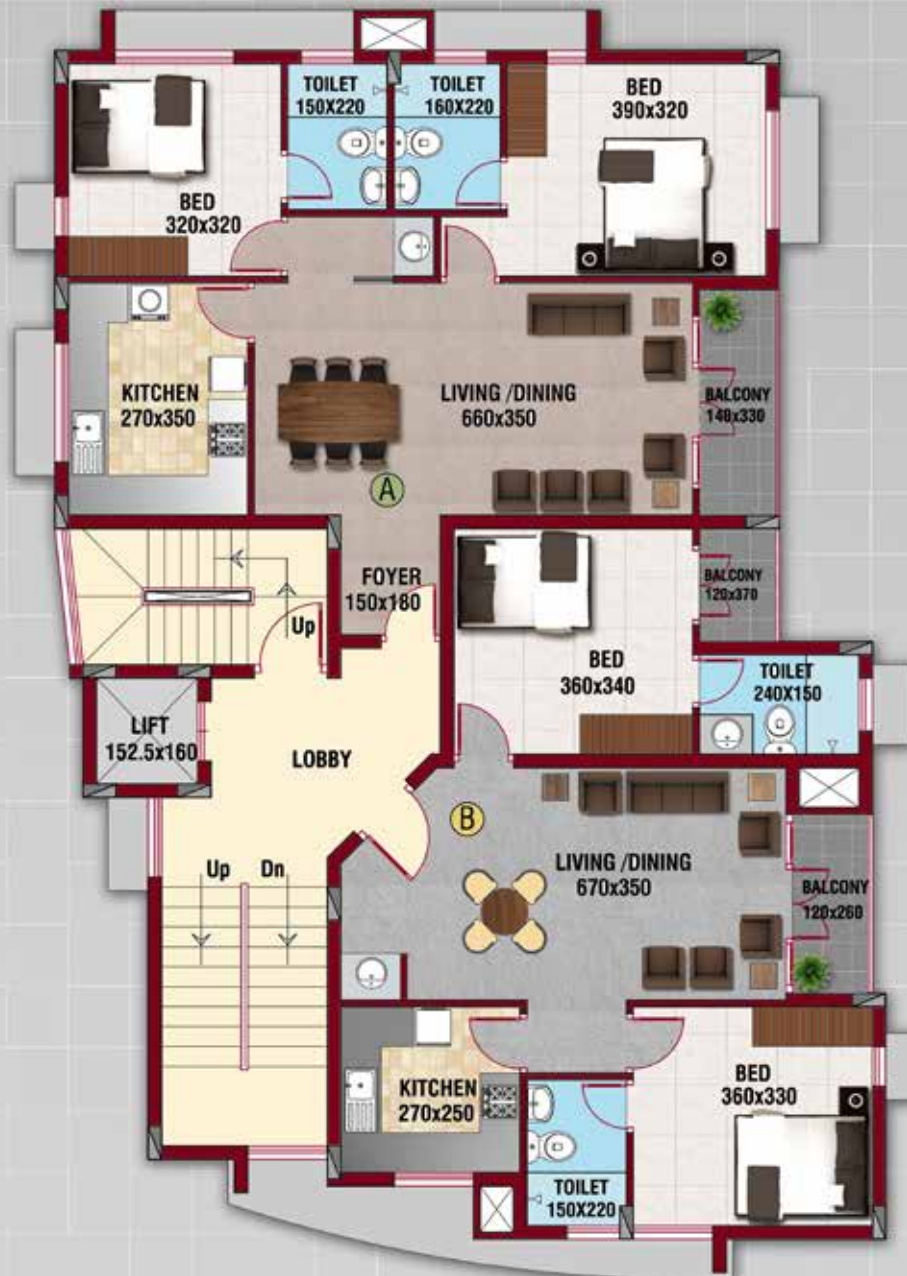 TOILET
150X220
TOILET
160X220
BED
390x320
BED
320x320
KITCHEN
270x350
LIVING /DINING
660x350
BALCONY
148x330
A
FOYER
150x180
BALCONY
120x370
Up
BED
360x340
TOILET
240X150
LIFT
152.5x160
LOBBY
B
LIVING /DINING
670x350
Up
Dn
BALCONY
120x260
KITCHEN
270x250
BED
360x330
TOILET
150X220